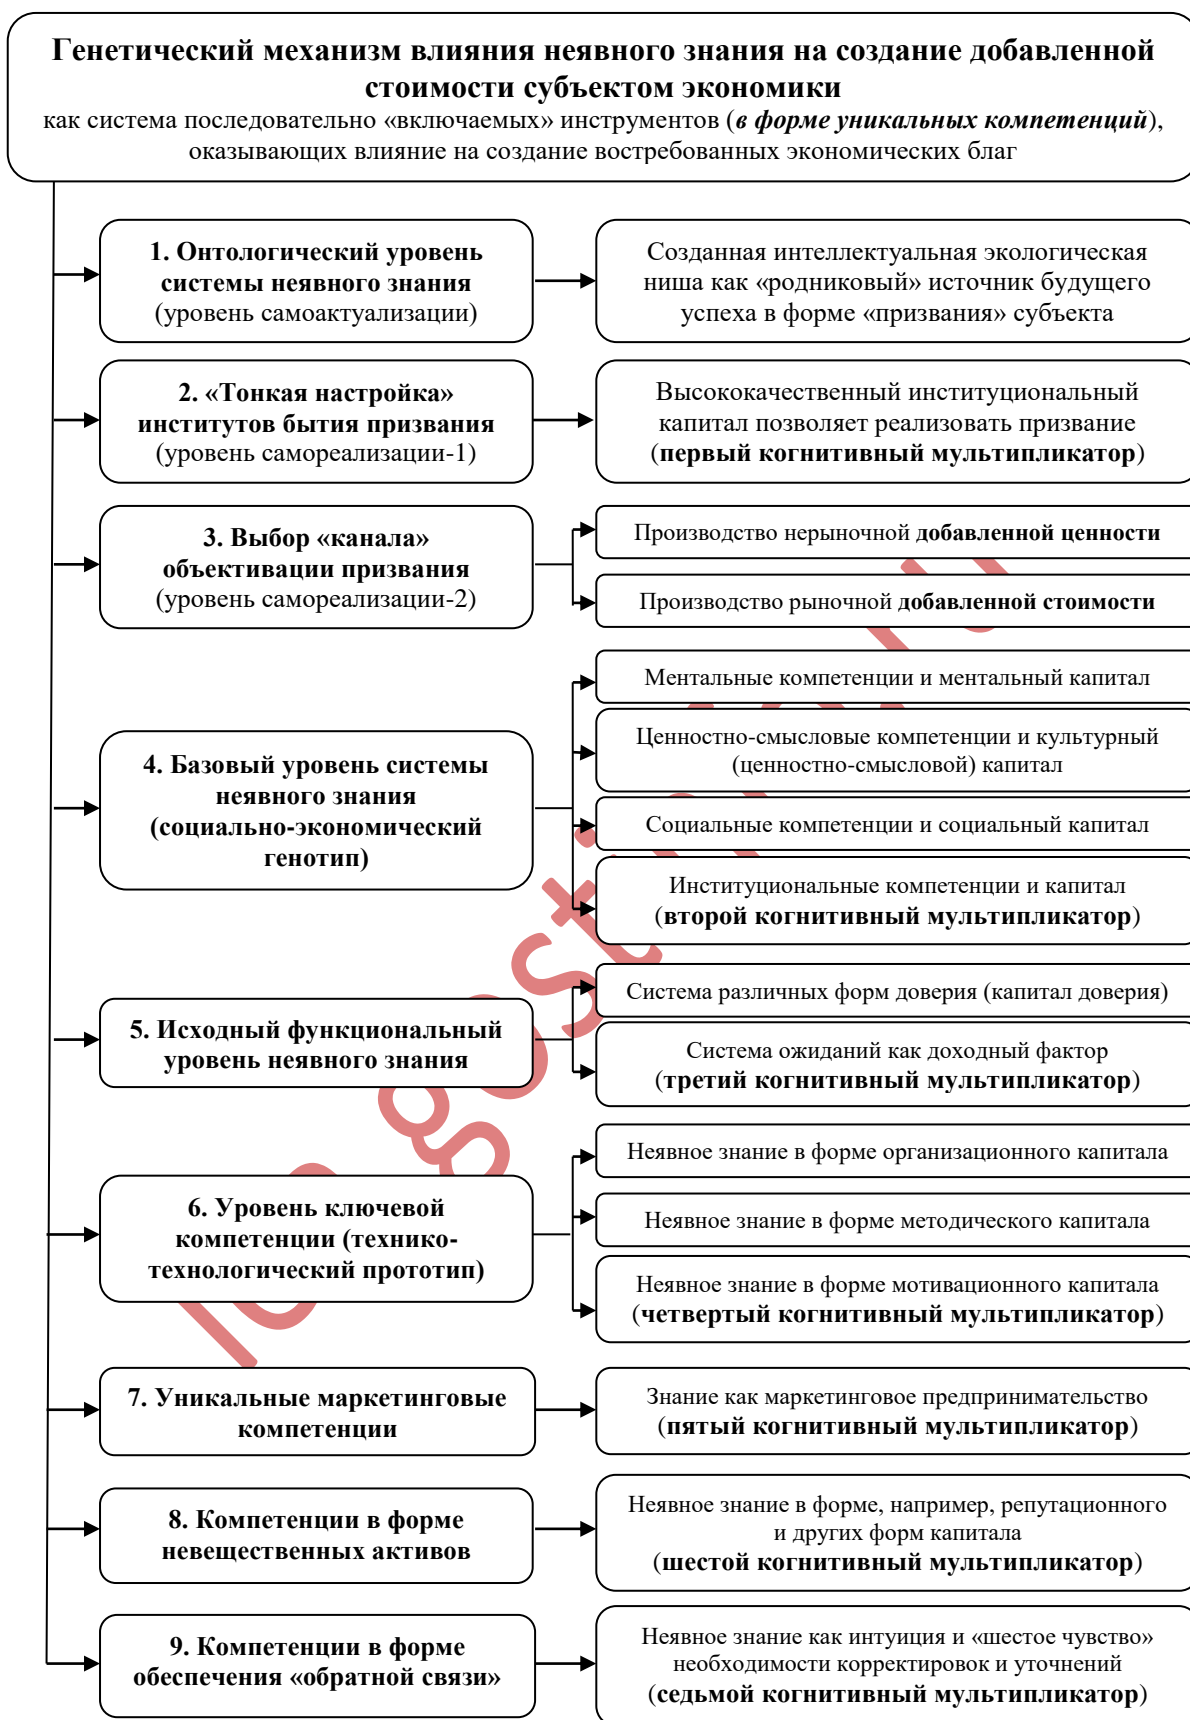 Генетический механизм влияния неявного знания на создание добавленной
стоимости субъектом экономики
как система последовательно «включаемых» инструментов (в форме уникальных компетенций),
оказывающих влияние на создание востребованных экономических благ
1. Онтологический уровень
системы неявного знания
(уровень самоактуализации)
Созданная интеллектуальная экологическая
ниша как «родниковый» источник будущего
успеха в форме «призвания» субъекта
2. «Тонкая настройка»
институтов бытия призвания
(уровень самореализации-1)
Высококачественный институциональный
капитал позволяет реализовать призвание
(первый когнитивный мультипликатор)
3. Выбор «канала»
объективации призвания
(уровень самореализации-2)
Производство нерыночной добавленной ценности
Производство рыночной добавленной стоимости
4. Базовый уровень системы
неявного знания
(социально-экономический
генотип)
Ментальные компетенции и ментальный капитал
Ценностно-смысловые компетенции и культурный
(ценностно-смысловой) капитал
Социальные компетенции и социальный капитал
Институциональные компетенции и капитал
(второй когнитивный мультипликатор)
5. Исходный функциональный
уровень неявного знания
Система различных форм доверия (капитал доверия)
Система ожиданий как доходный фактор
(третий когнитивный мультипликатор)
6. Уровень ключевой
компетенции (технико-
технологический прототип)
Неявное знание в форме организационного капитала
Неявное знание в форме методического капитала
Неявное знание в форме мотивационного капитала
(четвертый когнитивный мультипликатор)
7. Уникальные маркетинговые
компетенции
Знание как маркетинговое предпринимательство
(пятый когнитивный мультипликатор)
8. Компетенции в форме
невещественных активов
Неявное знание в форме, например, репутационного
и других форм капитала
(шестой когнитивный мультипликатор)
9. Компетенции в форме
обеспечения «обратной связи»
Неявное знание как интуиция и «шестое чувство»
необходимости корректировок и уточнений
(седьмой когнитивный мультипликатор)